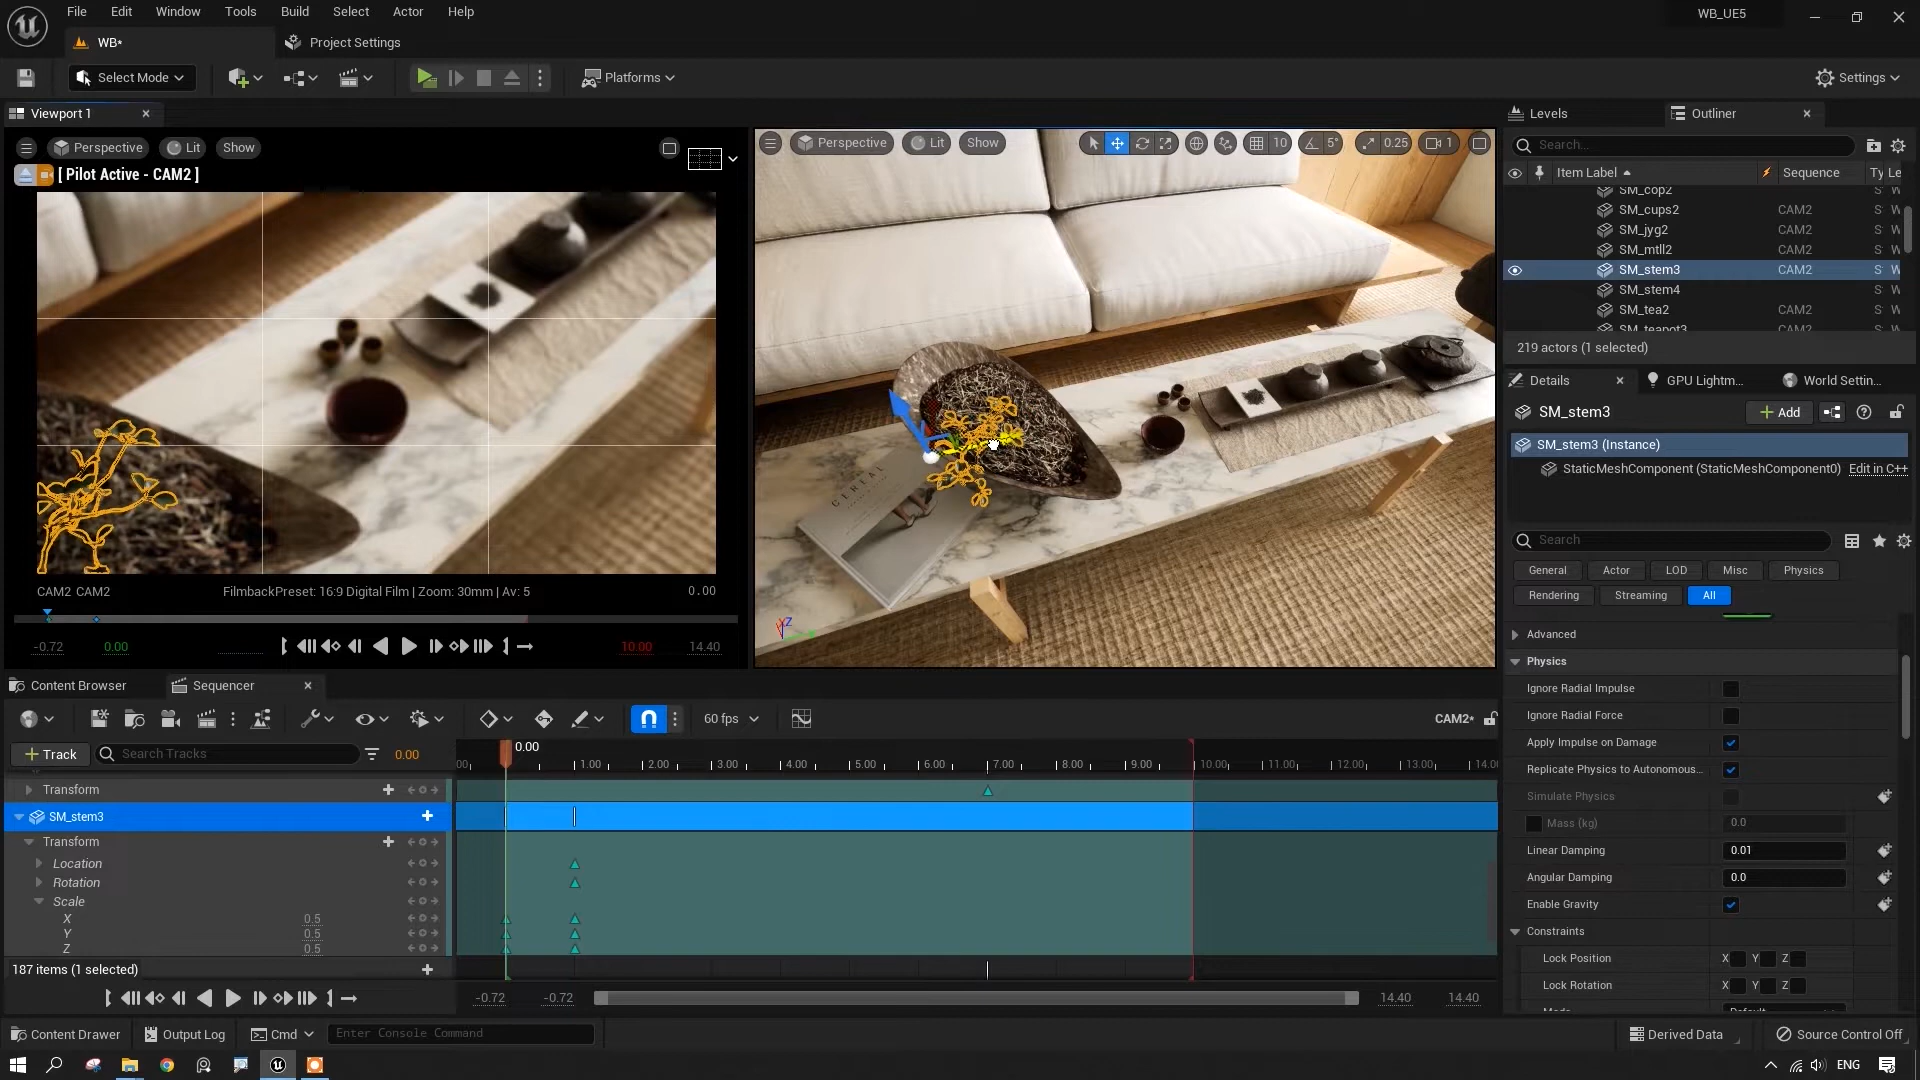 File Edit Window Tools Build Select Actor Help
WB_UE5
WB*
Project Settings
Select Mode
Platforms
Settings
Viewport 1
Levels
Outliner
Perspective Lit Show
Perspective Lit Show
10 5° 0.25 1
Search...
[ Pilot Active - CAM2 ]
Item Label Sequence Ty Le
SM_cop2 S W
SM_cups2 CAM2 S W
SM_jyg2 CAM2 S W
SM_mtll2 CAM2 S W
SM_stem3 CAM2 S W
SM_stem4 S W
SM_tea2 CAM2 S W
SM_teapot3 CAM2 S W
219 actors (1 selected)
Details
GPU Lightm...
World Settin...
SM_stem3
Add
SM_stem3 (Instance)
StaticMeshComponent (StaticMeshComponent0) Edit in C++
CEREAL
Search
General Actor LOD Misc Physics
Rendering Streaming All
CAM2 CAM2
FilmbackPreset: 16:9 Digital Film | Zoom: 30mm | Av: 5
0.00
-0.72 0.00 10.00 14.40
Z
Advanced
Physics
Ignore Radial Impulse
Ignore Radial Force
Apply Impulse on Damage
Replicate Physics to Autonomous...
Simulate Physics
Mass (kg) 0.0
Linear Damping 0.01
Angular Damping 0.0
Enable Gravity
Constraints
Lock Position X Y Z
Lock Rotation X Y Z
Mode Default
Content Browser
Sequencer
60 fps
CAM2*
Track
Search Tracks
0.00
0.00
00 1.00 2.00 3.00 4.00 5.00 6.00 7.00 8.00 9.00 10.00 11.00 12.00 13.00 14.00
Transform
SM_stem3
Transform
Location
Rotation
Scale
X 0.5
Y 0.5
Z 0.5
187 items (1 selected)
-0.72 -0.72 14.40 14.40
Content Drawer
Output Log
Cmd
Enter Console Command
Derived Data
Source Control Off
ENG